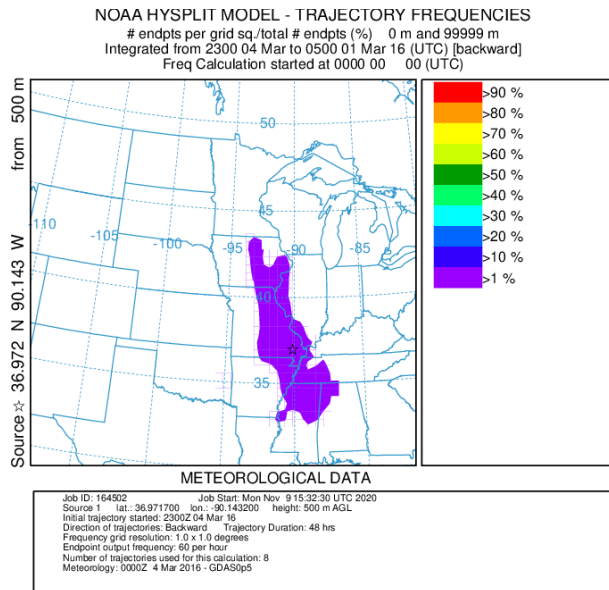 NOAA HYSPLIT MODEL - TRAJECTORY FREQUENCIES
# endpts per grid sq./total # endpts (%) 0 m and 99999 m
Integrated from 2300 04 Mar to 0500 01 Mar 16 (UTC) [backward]
Freq Calculation started at 0000 00 00 (UTC)
Source ☆ 36.972 N 90.143 W from 500 m
50
45
-110
-105
-100
-95
-90
-85
40
35
>90 %
>80 %
>70 %
>60 %
>50 %
>40 %
>30 %
>20 %
>10 %
>1 %
METEOROLOGICAL DATA
Job ID: 164502 Job Start: Mon Nov 9 15:32:30 UTC 2020
Source 1 lat.: 36.971700 lon.: -90.143200 height: 500 m AGL
Initial trajectory started: 2300Z 04 Mar 16
Direction of trajectories: Backward Trajectory Duration: 48 hrs
Frequency grid resolution: 1.0 x 1.0 degrees
Endpoint output frequency: 60 per hour
Number of trajectories used for this calculation: 8
Meteorology: 0000Z 4 Mar 2016 - GDAS0p5